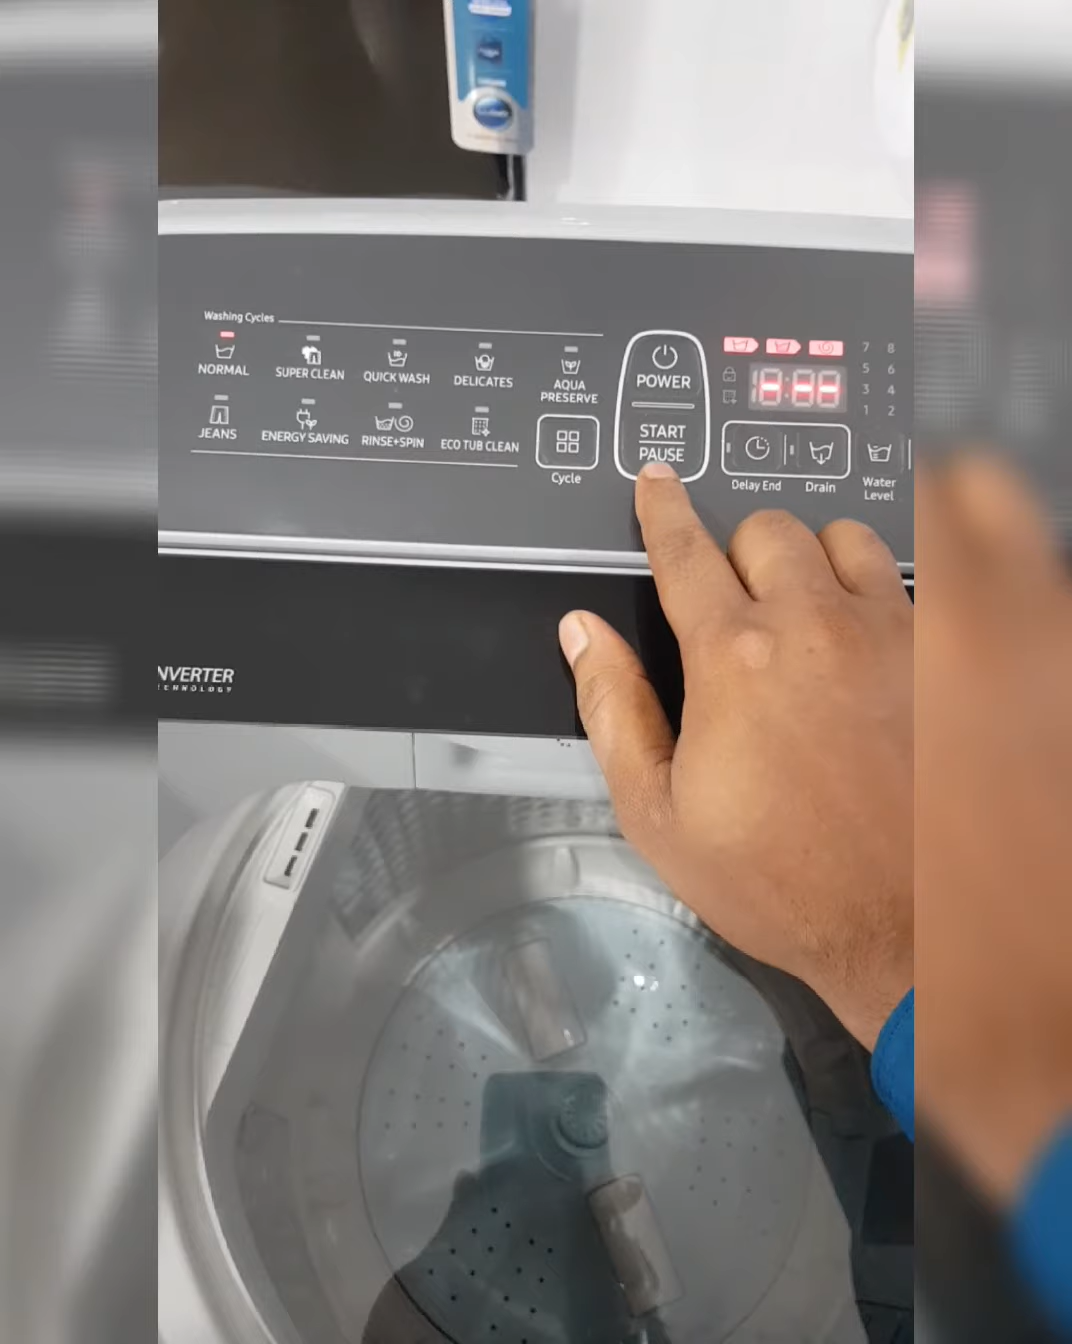 Washing Cycles
NORMAL
SUPER CLEAN
QUICK WASH
DELICATES
AQUA
PRESERVE
JEANS
ENERGY SAVING
RINSE+SPIN
ECO TUB CLEAN
Cycle
POWER
START
PAUSE
7 8
5 6
3 4
1 2
Delay End
Drain
Water
Level
NVERTER
ECHNOLOGY